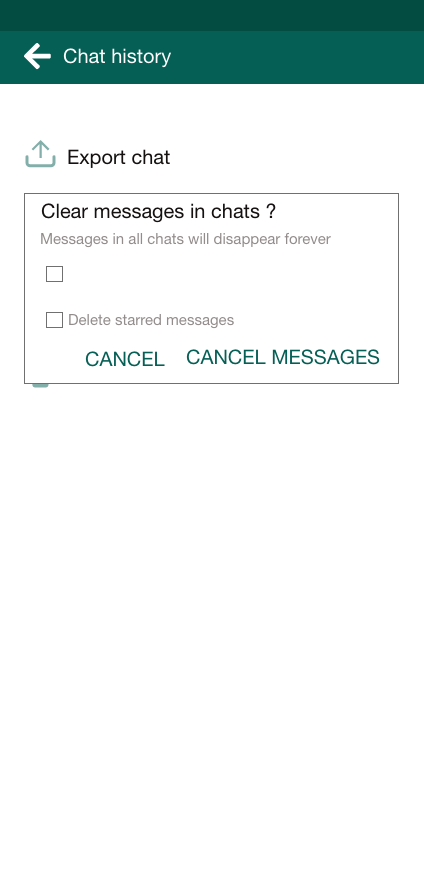 Chat history
Export chat
Clear messages in chats ?
Messages in all chats will disappear forever
Delete starred messages
CANCEL CANCEL MESSAGES